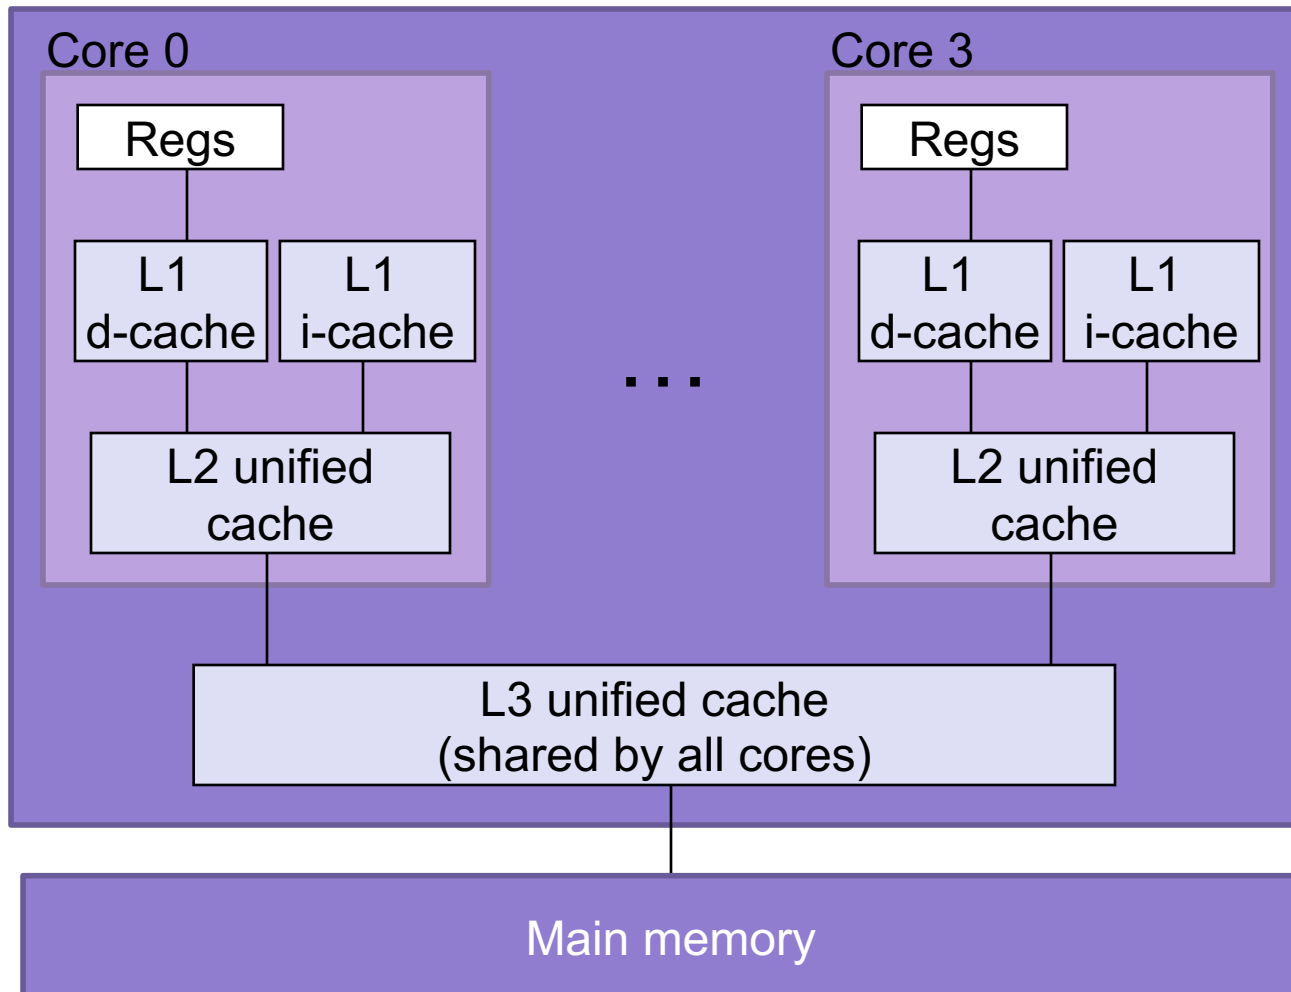 Core 0
Regs
L1
d-cache
L1
i-cache
L2 unified
cache
...
Core 3
Regs
L1
d-cache
L1
i-cache
L2 unified
cache
L3 unified cache
(shared by all cores)
Main memory